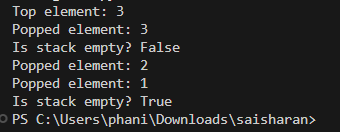 Top element: 3
Popped element: 3
Is stack empty? False
Popped element: 2
Popped element: 1
Is stack empty? True
PS C:\Users\phani\Downloads\saisharan>